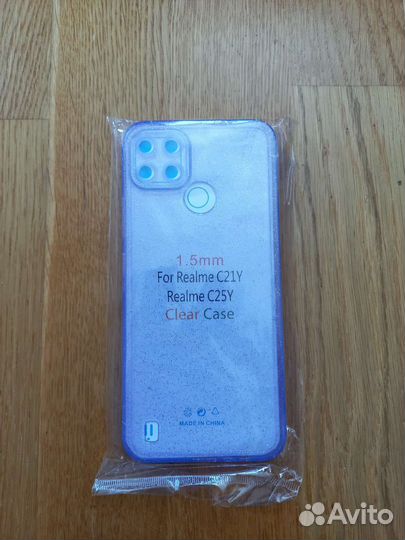 1.5mm
For Realme C21Y
Realme C25Y
Clear Case
MADE IN CHINA
Avito